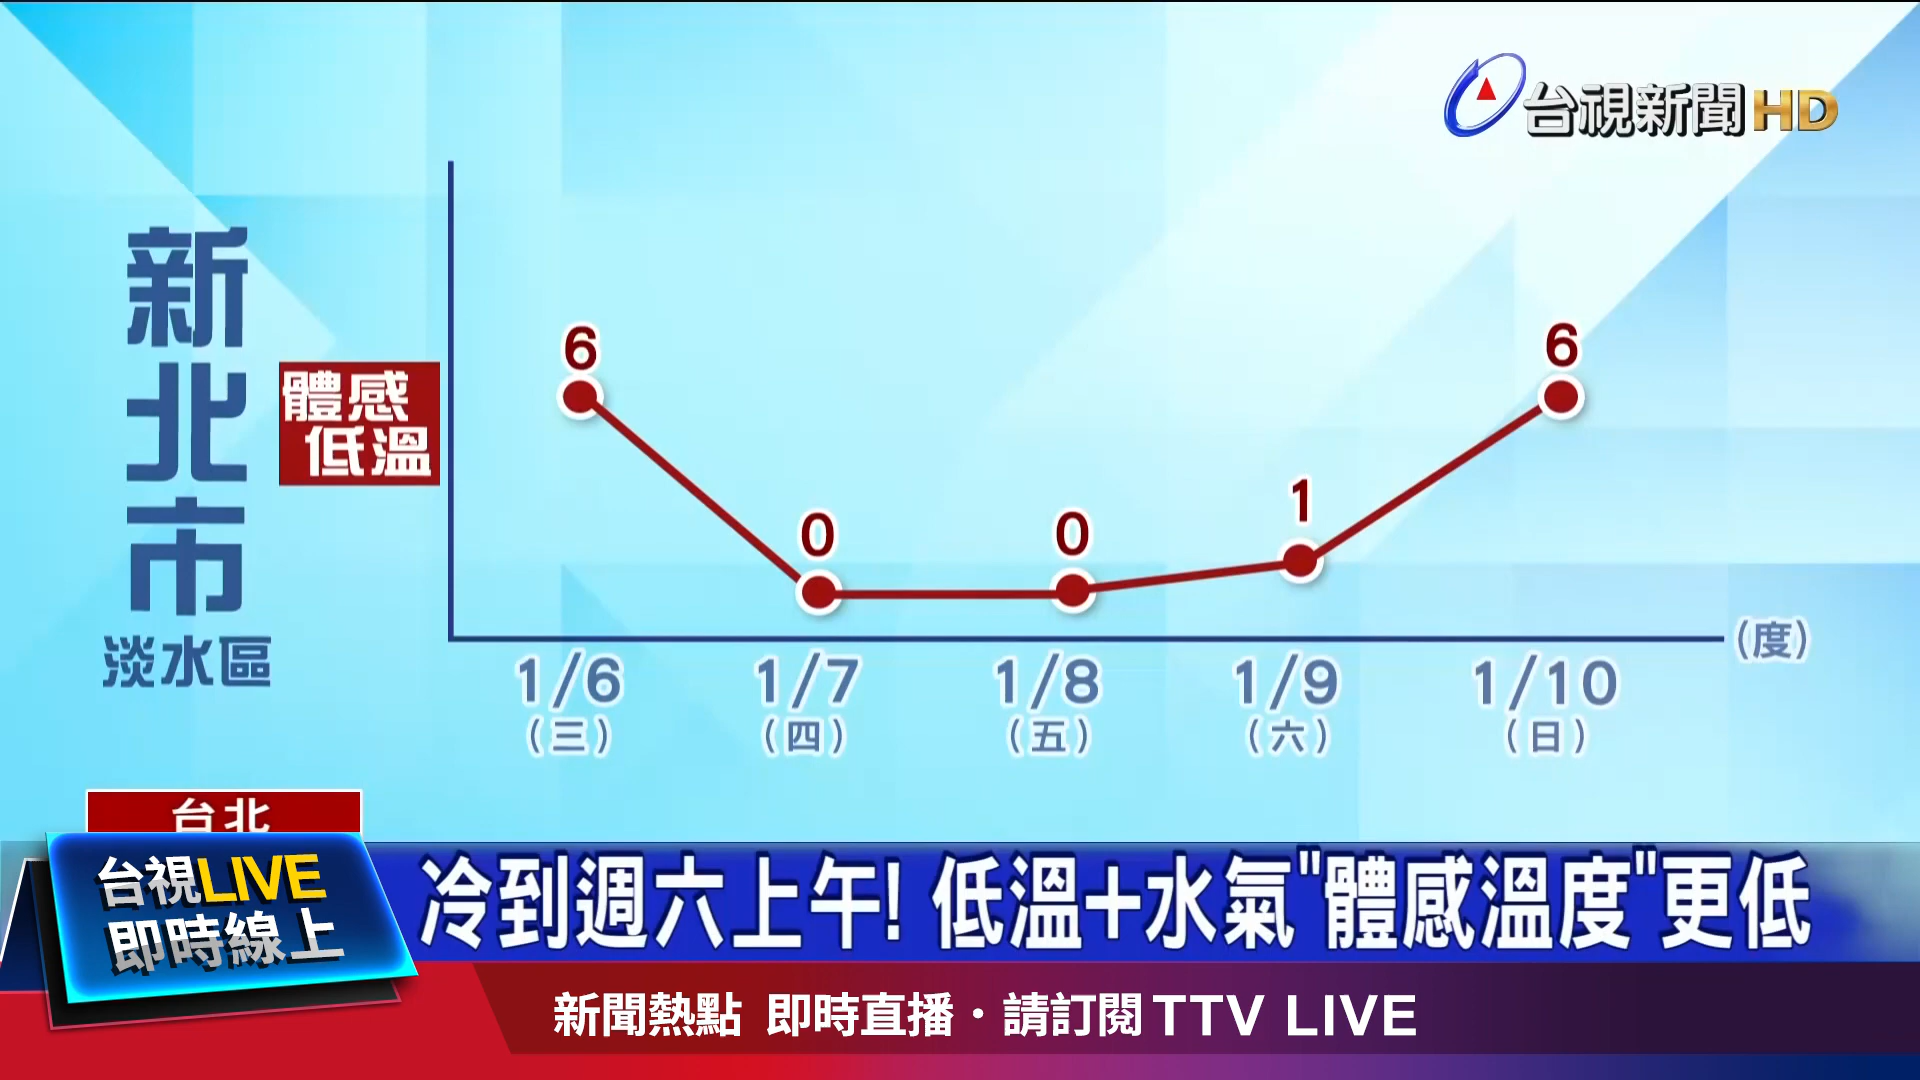 台視新聞HD
新北市
淡水區
體感
低溫
6
0
0
1
6
(度)
1/6
(三)
1/7
(四)
1/8
(五)
1/9
(六)
1/10
(日)
台北
台視LIVE
即時線上
冷到週六上午! 低溫+水氣"體感溫度"更低
新聞熱點 即時直播・請訂閱TTV LIVE